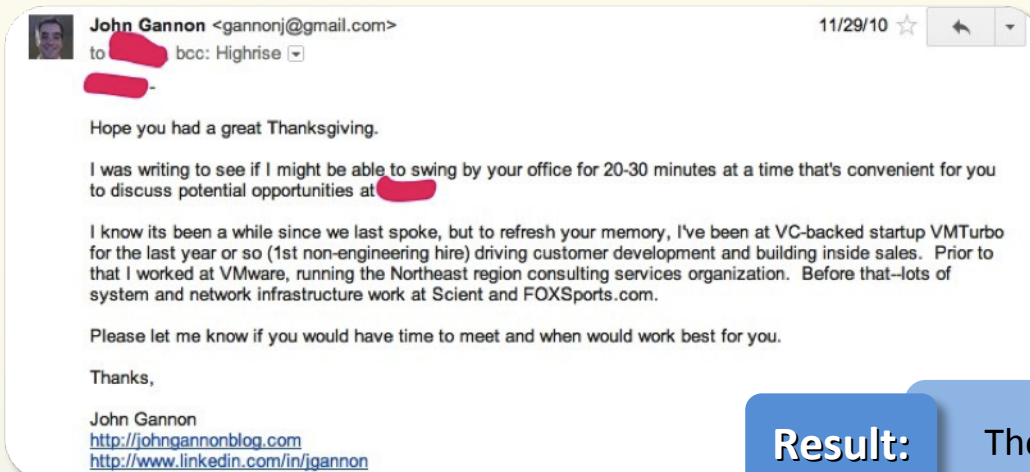 John Gannon <gannonj@gmail.com>
11/29/10
to bcc: Highrise
-
Hope you had a great Thanksgiving.
I was writing to see if I might be able to swing by your office for 20-30 minutes at a time that's convenient for you
to discuss potential opportunities at
I know its been a while since we last spoke, but to refresh your memory, I've been at VC-backed startup VMTurbo
for the last year or so (1st non-engineering hire) driving customer development and building inside sales. Prior to
that I worked at VMware, running the Northeast region consulting services organization. Before that--lots of
system and network infrastructure work at Scient and FOXSports.com.
Please let me know if you would have time to meet and when would work best for you.
Thanks,
John Gannon
http://johngannonblog.com
http://www.linkedin.com/in/jgannon
Result: